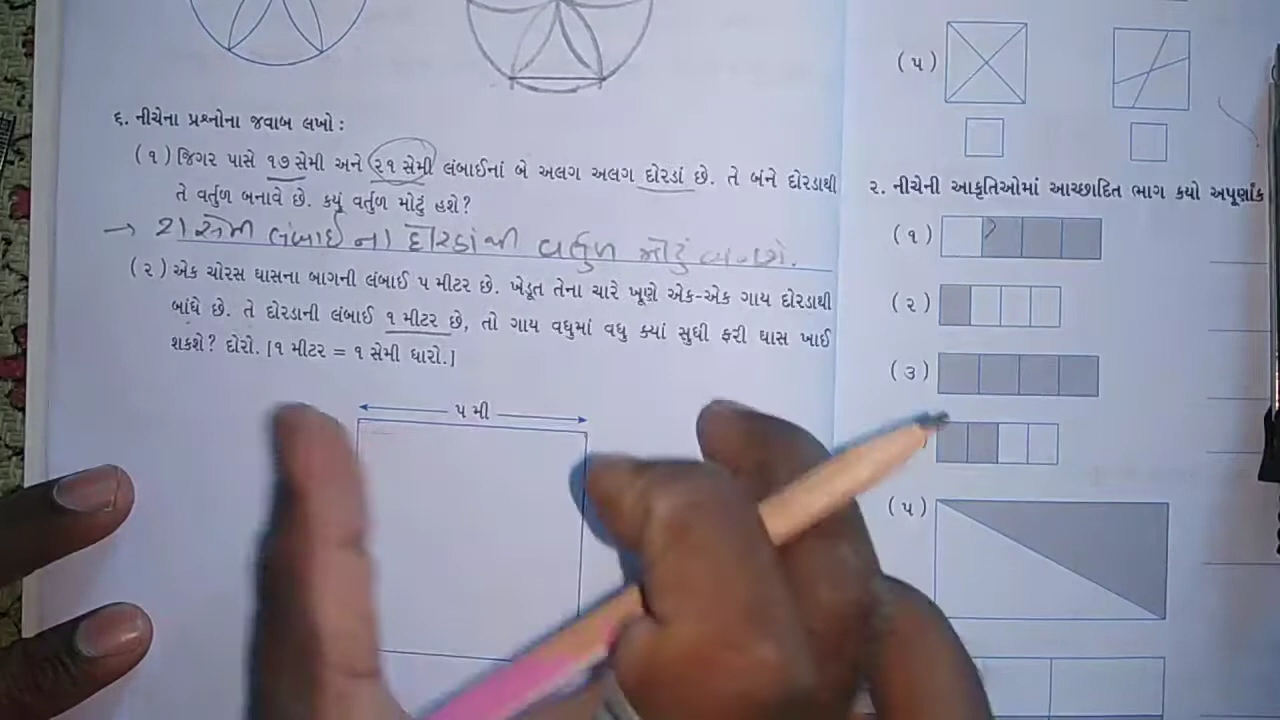 ૬. નીચેના પ્રશ્નોના જવાબ લખો :
(૧) જિગર પાસે ૧૭ સેમી અને ૨૧ સેમી લંબાઈનાં બે અલગ અલગ દોરડાં છે. તે બંને દોરડાથી
તે વર્તુળ બનાવે છે. કયું વર્તુળ મોટું હશે?
→ ૨૧ સેમી લંબાઈ ના દોરડાંથી વર્તુળ મોટું બનશે.
(૨) એક ચોરસ ઘાસના બાગની લંબાઈ ૫ મીટર છે. ખેડૂત તેના ચારે ખૂણે એક-એક ગાય દોરડાથી
બાંધે છે. તે દોરડાની લંબાઈ ૧ મીટર છે, તો ગાય વધુમાં વધુ ક્યાં સુધી ફરી ઘાસ ખાઈ
શકશે? દોરો. [૧ મીટર = ૧ સેમી ધારો.]
૫ મી
(૫)
૨. નીચેની આકૃતિઓમાં આચ્છાદિત ભાગ કયો અપૂર્ણાંક
(૧)
(૨)
(૩)
(૫)